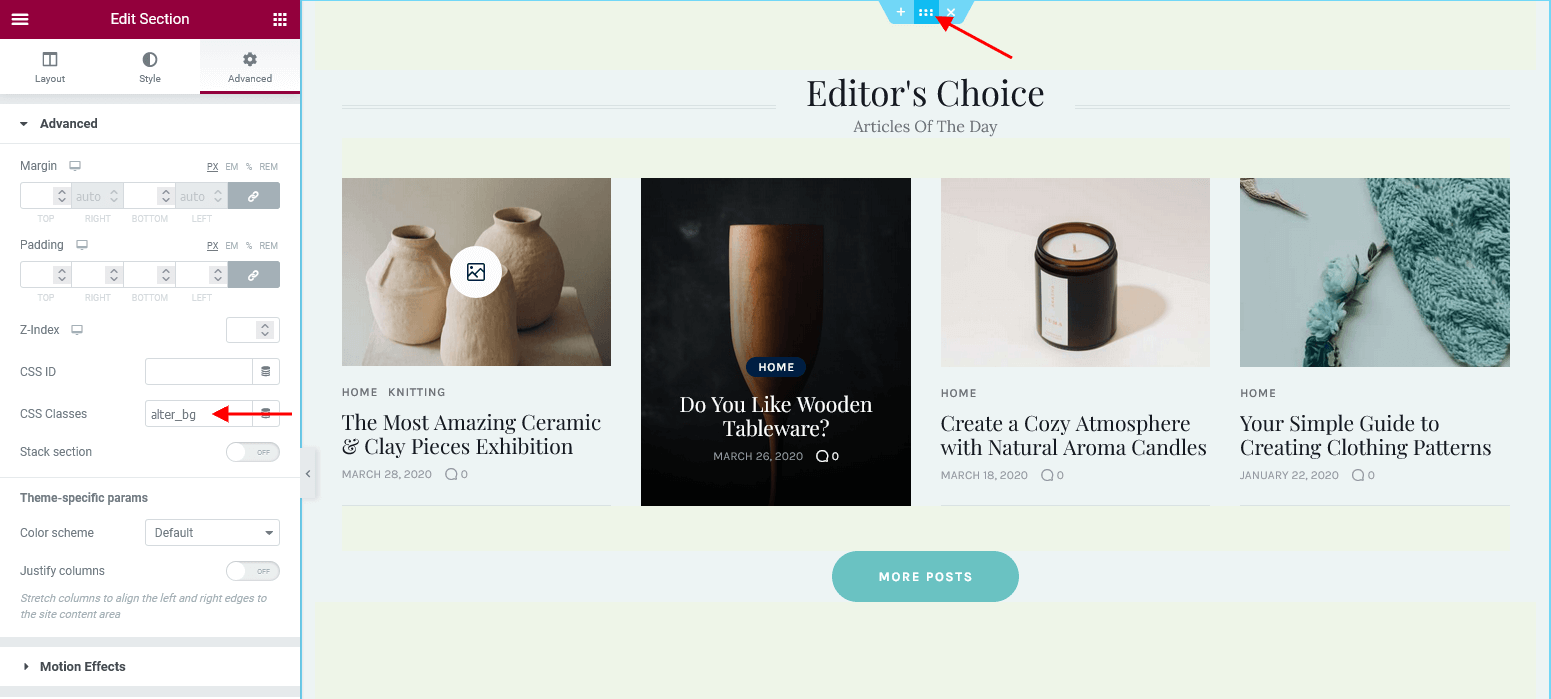 Edit Section
Layout
Style
Advanced
Advanced
Margin
PX EM % REM
auto auto
TOP RIGHT BOTTOM LEFT
Padding
PX EM % REM
TOP RIGHT BOTTOM LEFT
Z-Index
CSS ID
CSS Classes
alter_bg
Stack section
OFF
Theme-specific params
Color scheme
Default
Justify columns
OFF
Stretch columns to align the left and right edges to
the site content area
Motion Effects
Editor's Choice
Articles Of The Day
HOME KNITTING
The Most Amazing Ceramic
& Clay Pieces Exhibition
MARCH 28, 2020 0
HOME
Do You Like Wooden
Tableware?
MARCH 26, 2020 0
HOME
Create a Cozy Atmosphere
with Natural Aroma Candles
MARCH 18, 2020 0
HOME
Your Simple Guide to
Creating Clothing Patterns
JANUARY 22, 2020 0
MORE POSTS